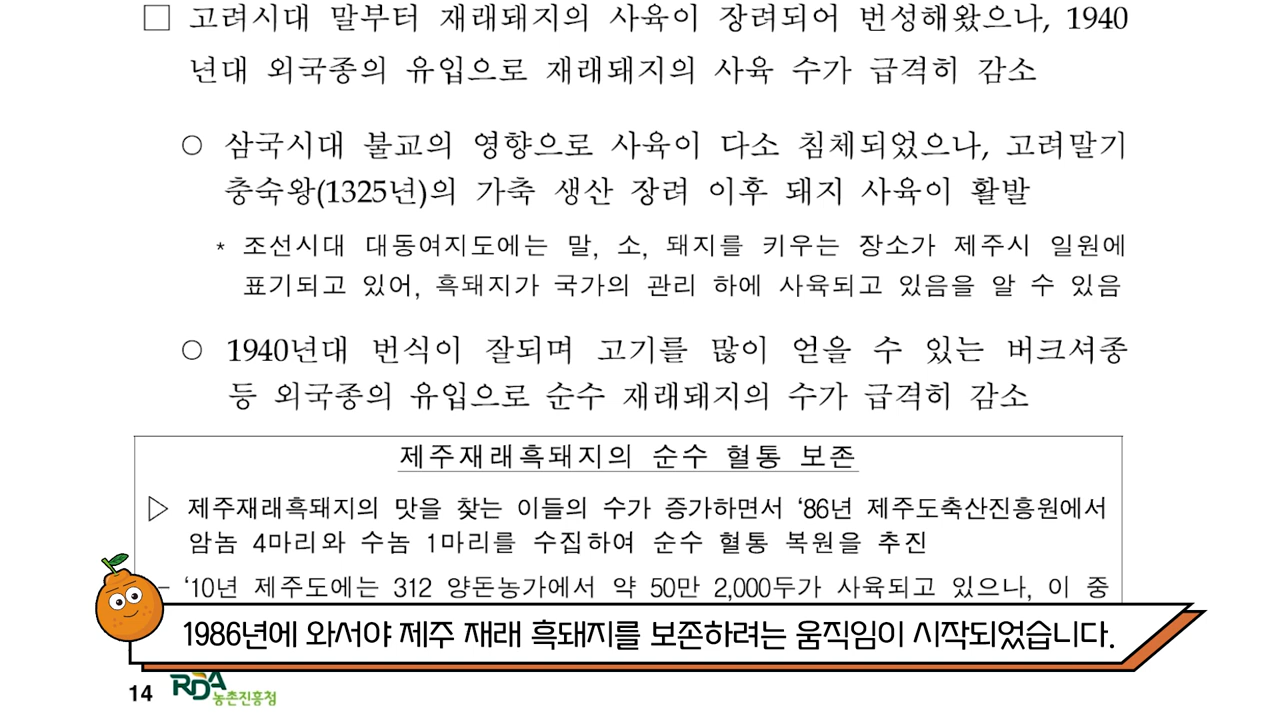 □ 고려시대 말부터 재래돼지의 사육이 장려되어 번성해왔으나, 1940
년대 외국종의 유입으로 재래돼지의 사육 수가 급격히 감소
○ 삼국시대 불교의 영향으로 사육이 다소 침체되었으나, 고려말기
충숙왕(1325년)의 가축 생산 장려 이후 돼지 사육이 활발
* 조선시대 대동여지도에는 말, 소, 돼지를 키우는 장소가 제주시 일원에
표기되고 있어, 흑돼지가 국가의 관리 하에 사육되고 있음을 알 수 있음
○ 1940년대 번식이 잘되며 고기를 많이 얻을 수 있는 버크셔종
등 외국종의 유입으로 순수 재래돼지의 수가 급격히 감소
제주재래흑돼지의 순수 혈통 보존
▷ 제주재래흑돼지의 맛을 찾는 이들의 수가 증가하면서 ‘86년 제주도축산진흥원에서
암놈 4마리와 수놈 1마리를 수집하여 순수 혈통 복원을 추진
- ‘10년 제주도에는 312 양돈농가에서 약 50만 2,000두가 사육되고 있으나, 이 중
1986년에 와서야 제주 재래 흑돼지를 보존하려는 움직임이 시작되었습니다.
14 RDA 농촌진흥청